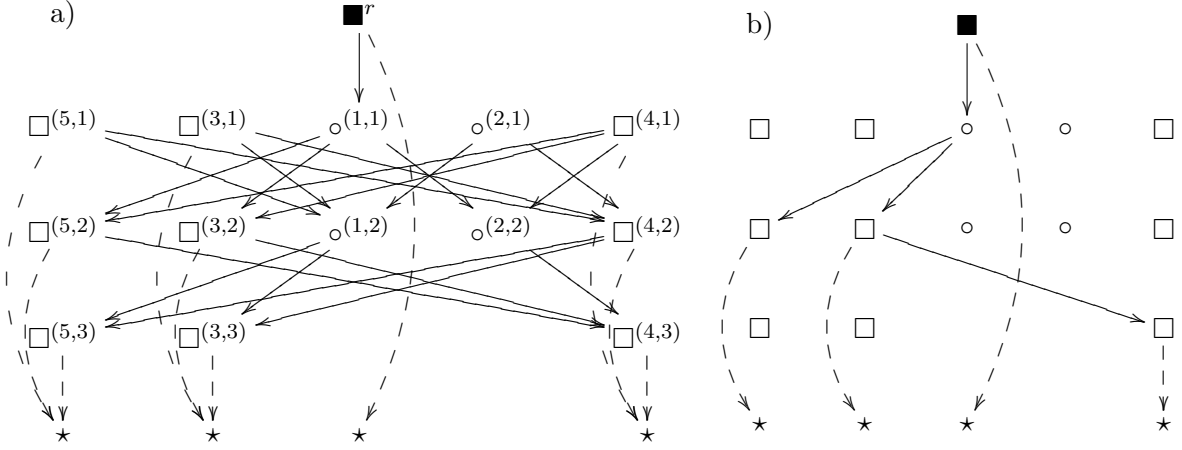 a) r b)
(5,1) (3,1) (1,1) (2,1) (4,1)
(5,2) (3,2) (1,2) (2,2) (4,2)
(5,3) (3,3) (4,3)